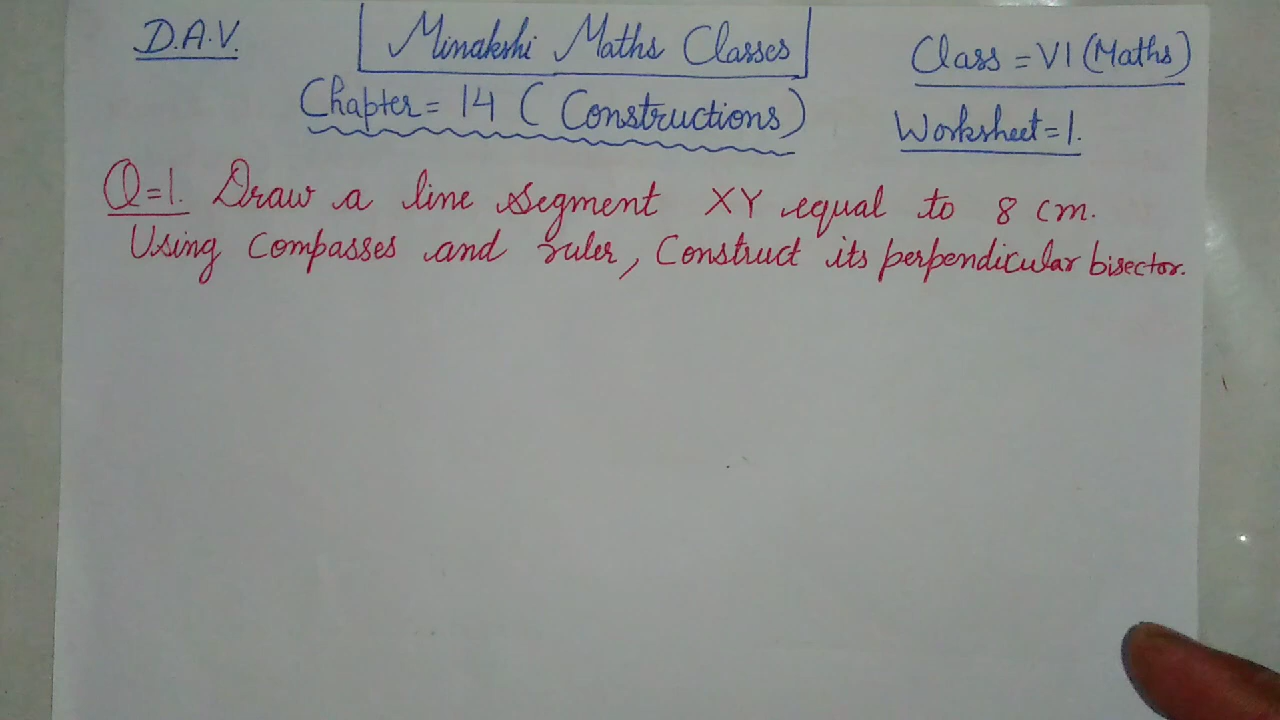 D.A.V.
Minakshi Maths Classes
Class = VI (Maths)
Chapter = 14 (Constructions)
Worksheet = 1.
Q=1. Draw a line segment XY equal to 8 cm.
Using Compasses and ruler, Construct its perpendicular bisector.